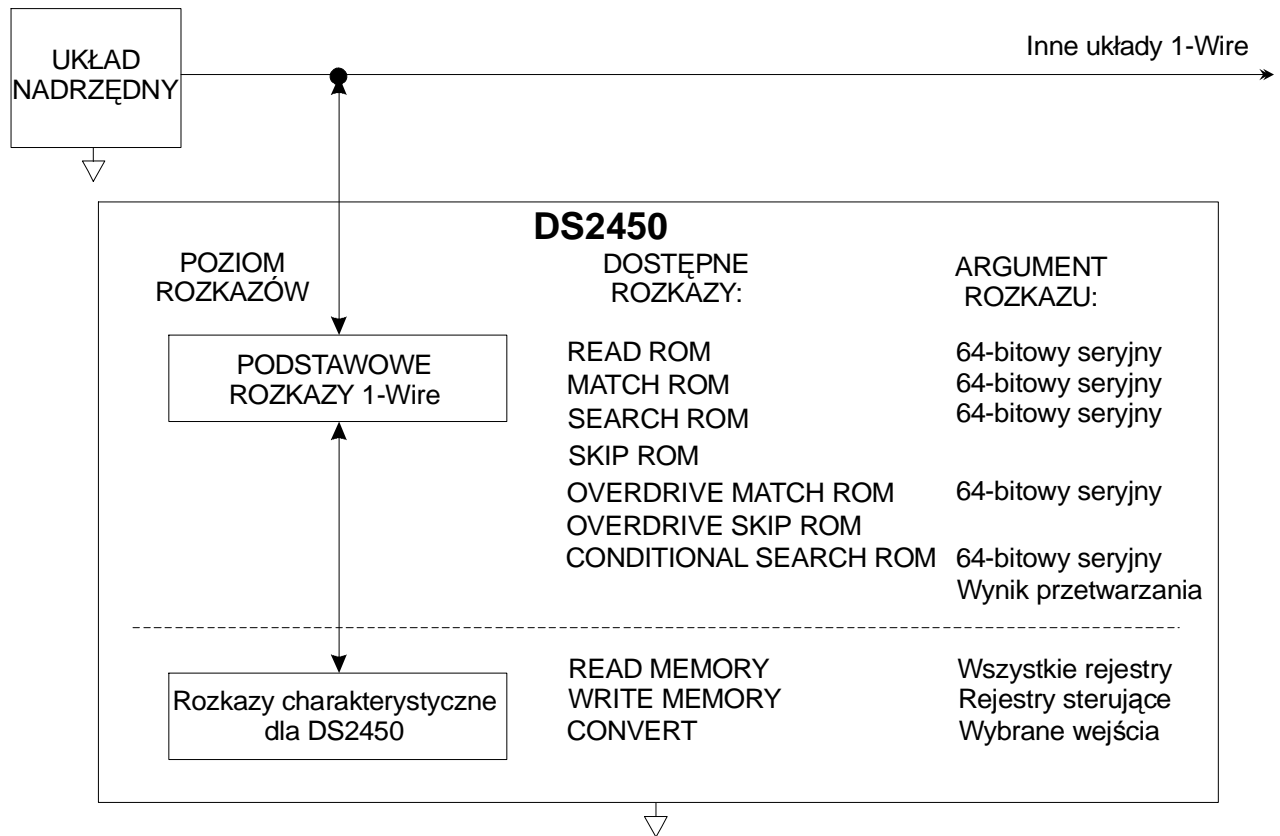 UKŁAD
NADRZĘDNY
Inne układy 1-Wire
DS2450
POZIOM
ROZKAZÓW
DOSTĘPNE
ROZKAZY:
ARGUMENT
ROZKAZU:
PODSTAWOWE
ROZKAZY 1-Wire
READ ROM 64-bitowy seryjny
MATCH ROM 64-bitowy seryjny
SEARCH ROM 64-bitowy seryjny
SKIP ROM
OVERDRIVE MATCH ROM 64-bitowy seryjny
OVERDRIVE SKIP ROM
CONDITIONAL SEARCH ROM 64-bitowy seryjny
Wynik przetwarzania
Rozkazy charakterystyczne
dla DS2450
READ MEMORY Wszystkie rejestry
WRITE MEMORY Rejestry sterujące
CONVERT Wybrane wejścia